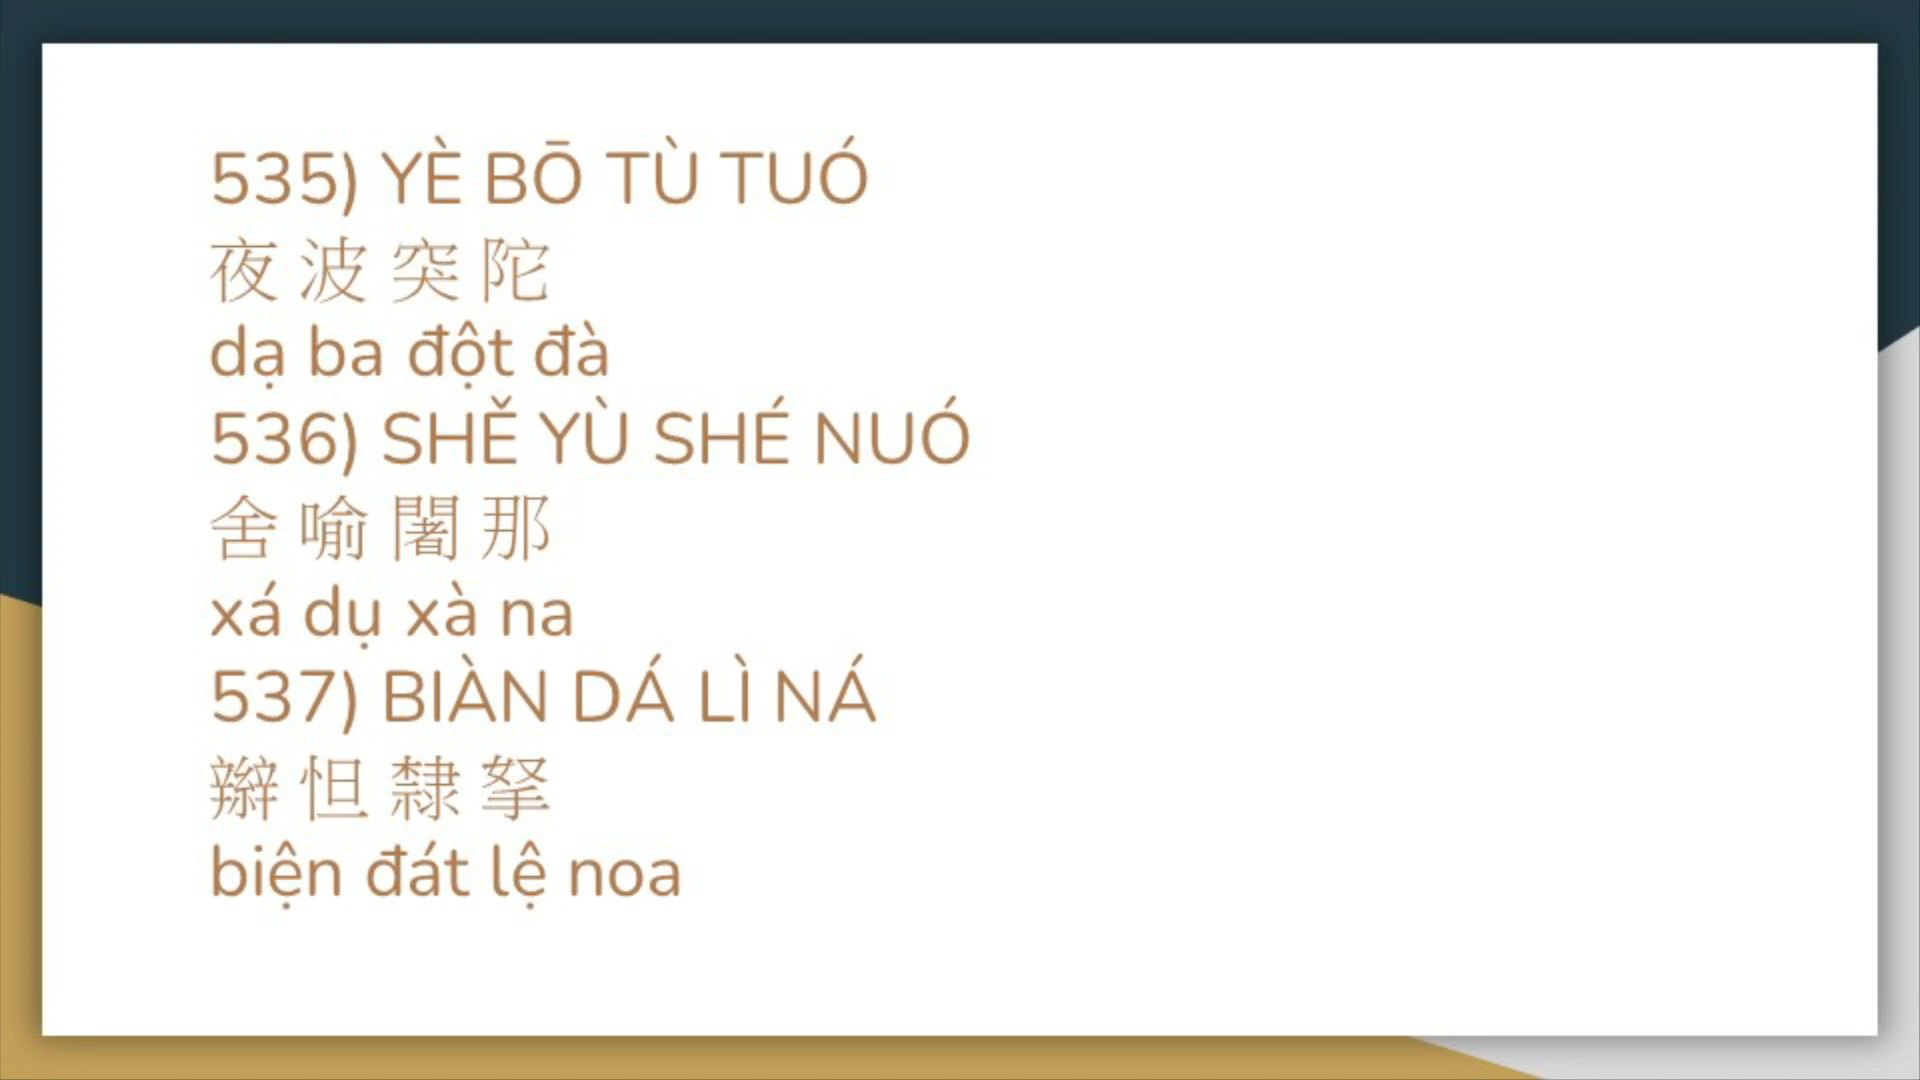 535) YÈ BŌ TÙ TUÓ
夜 波 突 陀
dạ ba đột đà
536) SHĚ YÙ SHÉ NUÓ
舍 喻 闍 那
xá dụ xà na
537) BIÀN DÁ LÌ NÁ
辮 怛 隸 拏
biện đát lệ noa